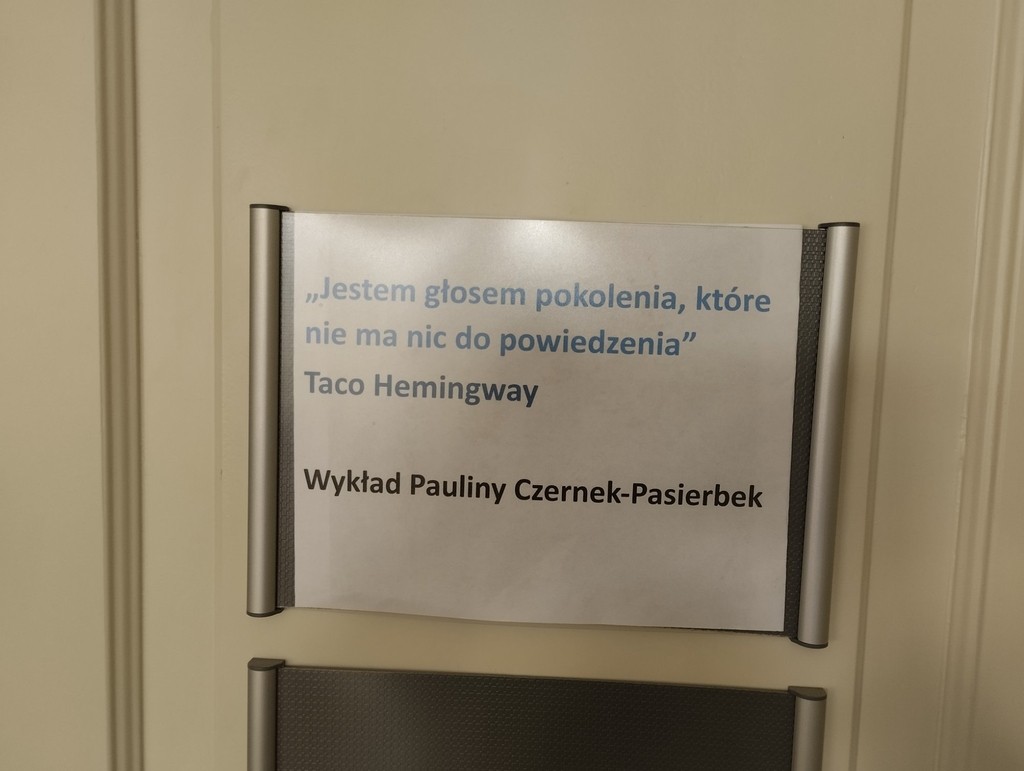 „Jestem głosem pokolenia, które
nie ma nic do powiedzenia”
Taco Hemingway
Wykład Pauliny Czernek-Pasierbek